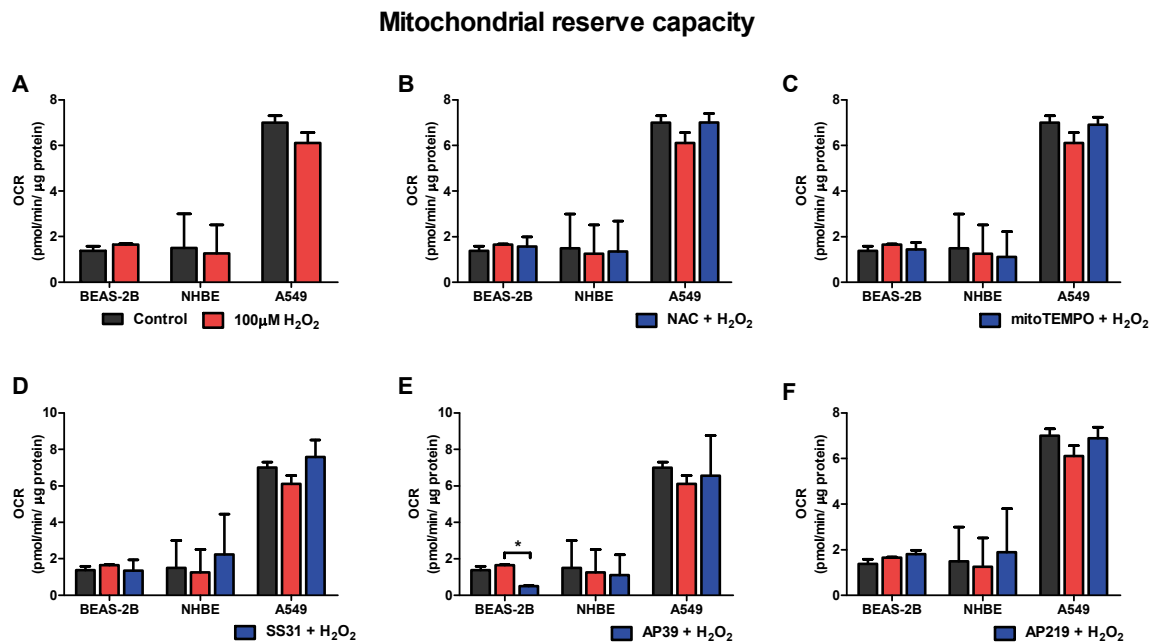 Mitochondrial reserve capacity
A
OCR
(pmol/min/ μg protein)
8
6
4
2
0
BEAS-2B NHBE A549
Control 100μM H₂O₂
B
OCR
(pmol/min/ μg protein)
8
6
4
2
0
BEAS-2B NHBE A549
NAC + H₂O₂
C
OCR
(pmol/min/ μg protein)
8
6
4
2
0
BEAS-2B NHBE A549
mitoTEMPO + H₂O₂
D
OCR
(pmol/min/ μg protein)
10
8
6
4
2
0
BEAS-2B NHBE A549
SS31 + H₂O₂
E
OCR
(pmol/min/ μg protein)
10
8
6
4
2
0
*
BEAS-2B NHBE A549
AP39 + H₂O₂
F
OCR
(pmol/min/ μg protein)
8
6
4
2
0
BEAS-2B NHBE A549
AP219 + H₂O₂